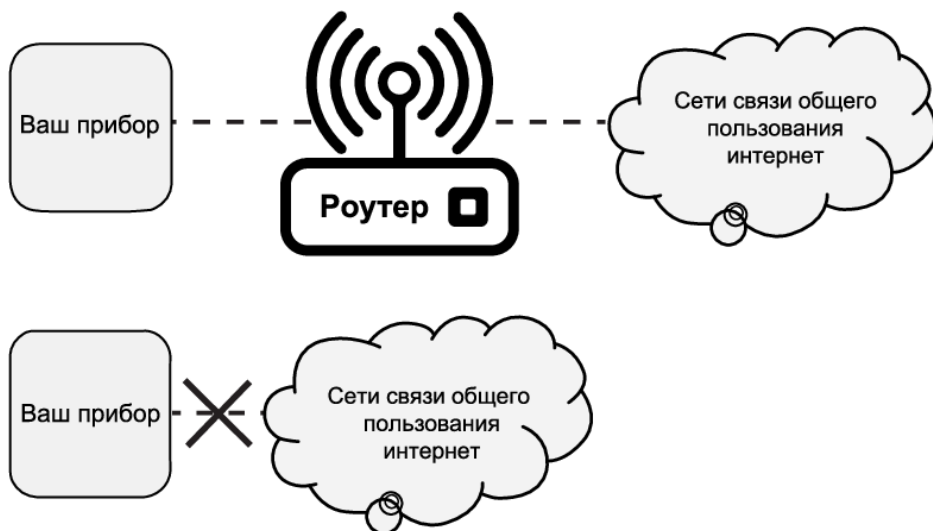 Ваш прибор
Роутер
Сети связи общего
пользования
интернет
Ваш прибор
Сети связи общего
пользования
интернет